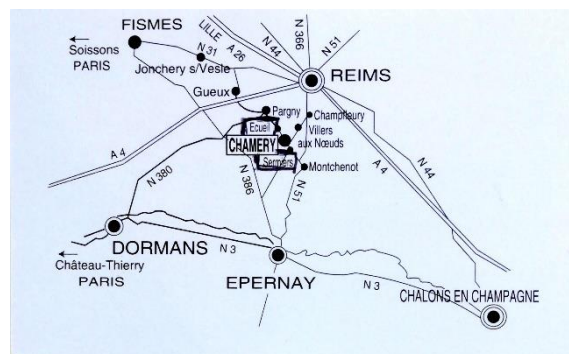 FISMES
LILLE
A 26
N 44
N 366
N 51
Soissons
PARIS
N 31
Jonchery s/Vesle
REIMS
Gueux
Pargny
Champfleury
Ecueil
Villers
aux Nœuds
CHAMERY
Sermiers
Montchenot
A 4
A 4
N 44
N 380
N 386
N 51
DORMANS
N 3
Château-Thierry
PARIS
EPERNAY
N 3
CHALONS EN CHAMPAGNE